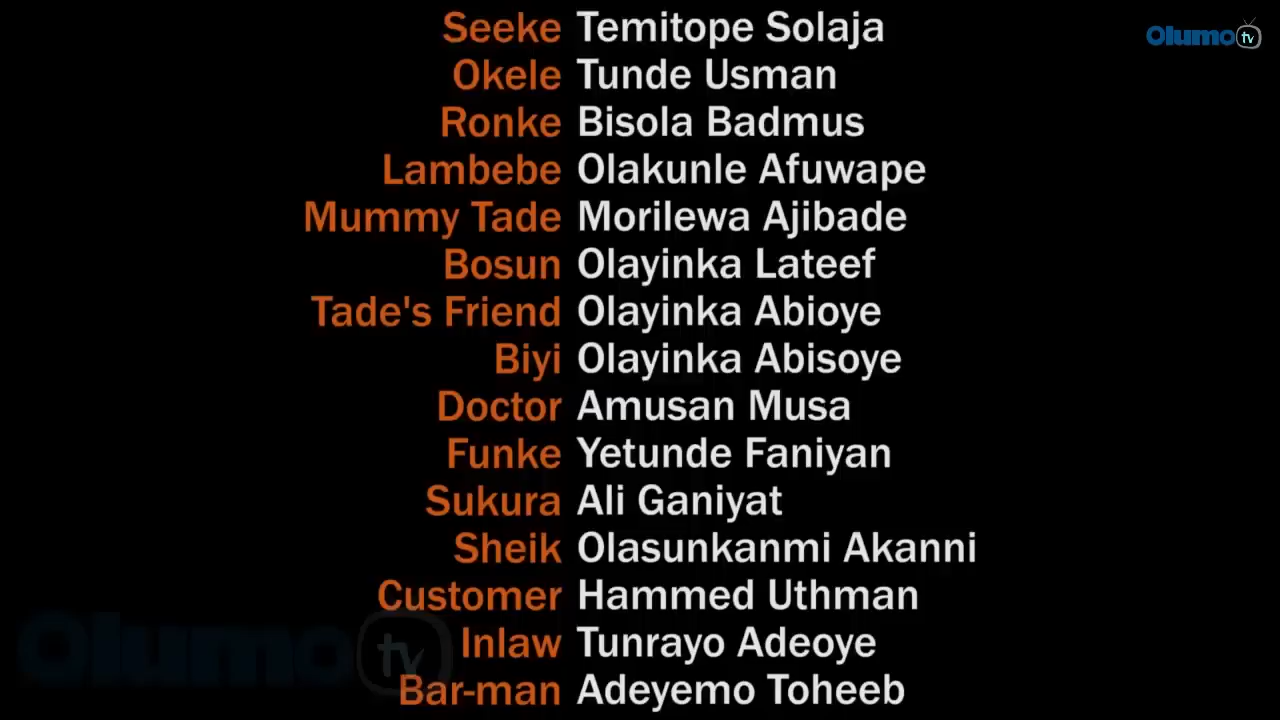 Olumo tv
Seeke Temitope Solaja
Okele Tunde Usman
Ronke Bisola Badmus
Lambebe Olakunle Afuwape
Mummy Tade Morilewa Ajibade
Bosun Olayinka Lateef
Tade's Friend Olayinka Abioye
Biyi Olayinka Abisoye
Doctor Amusan Musa
Funke Yetunde Faniyan
Sukura Ali Ganiyat
Sheik Olasunkanmi Akanni
Customer Hammed Uthman
Inlaw Tunrayo Adeoye
Olumo tv
Bar-man Adeyemo Toheeb